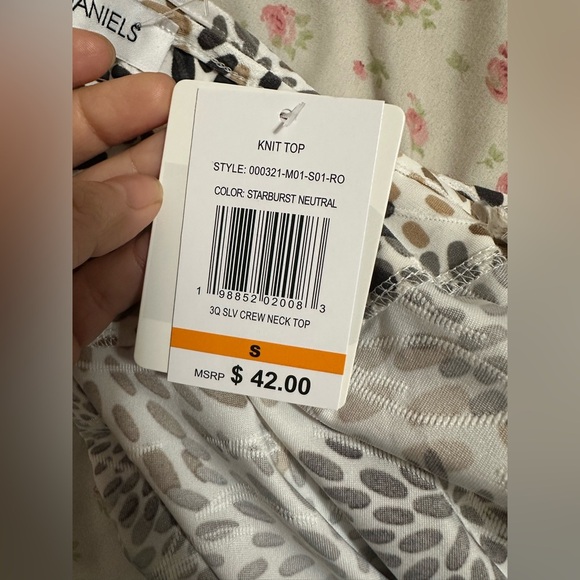 ANIELS
KNIT TOP
STYLE: 000321-M01-S01-RO
COLOR: STARBURST NEUTRAL
1 98852 02008 3
3Q SLV CREW NECK TOP
S
MSRP $ 42.00